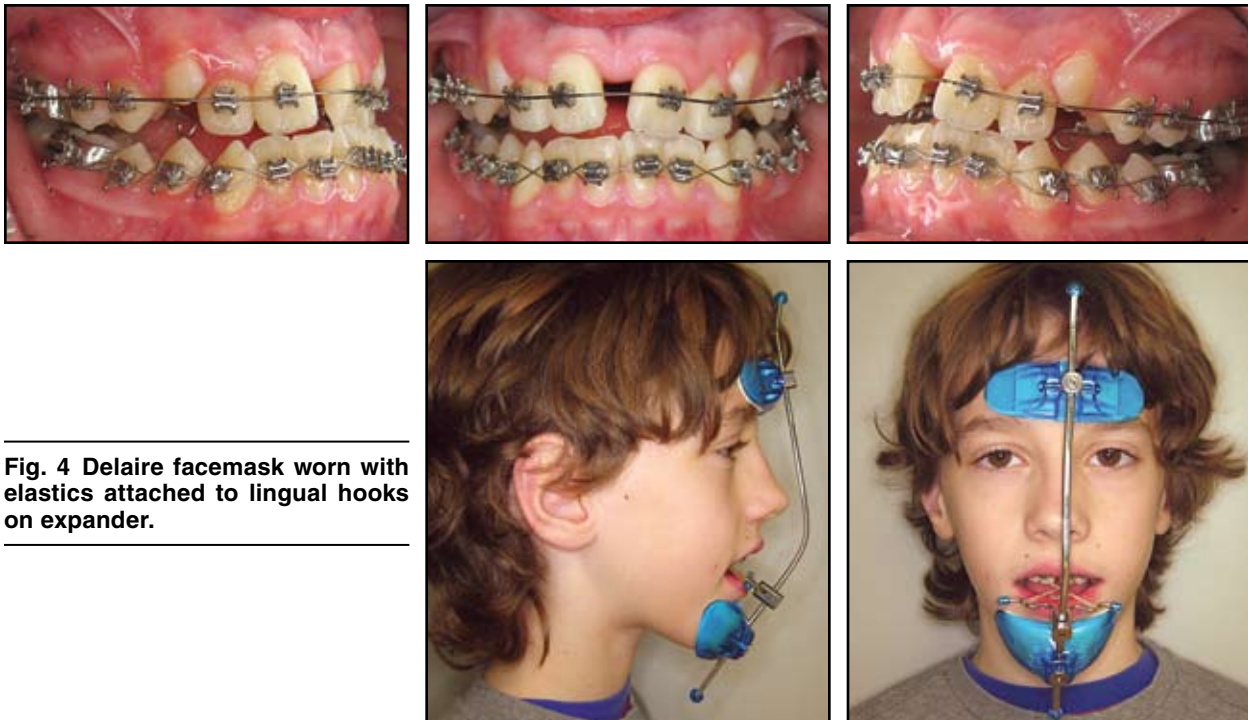 Fig. 4 Delaire facemask worn with
elastics attached to lingual hooks
on expander.